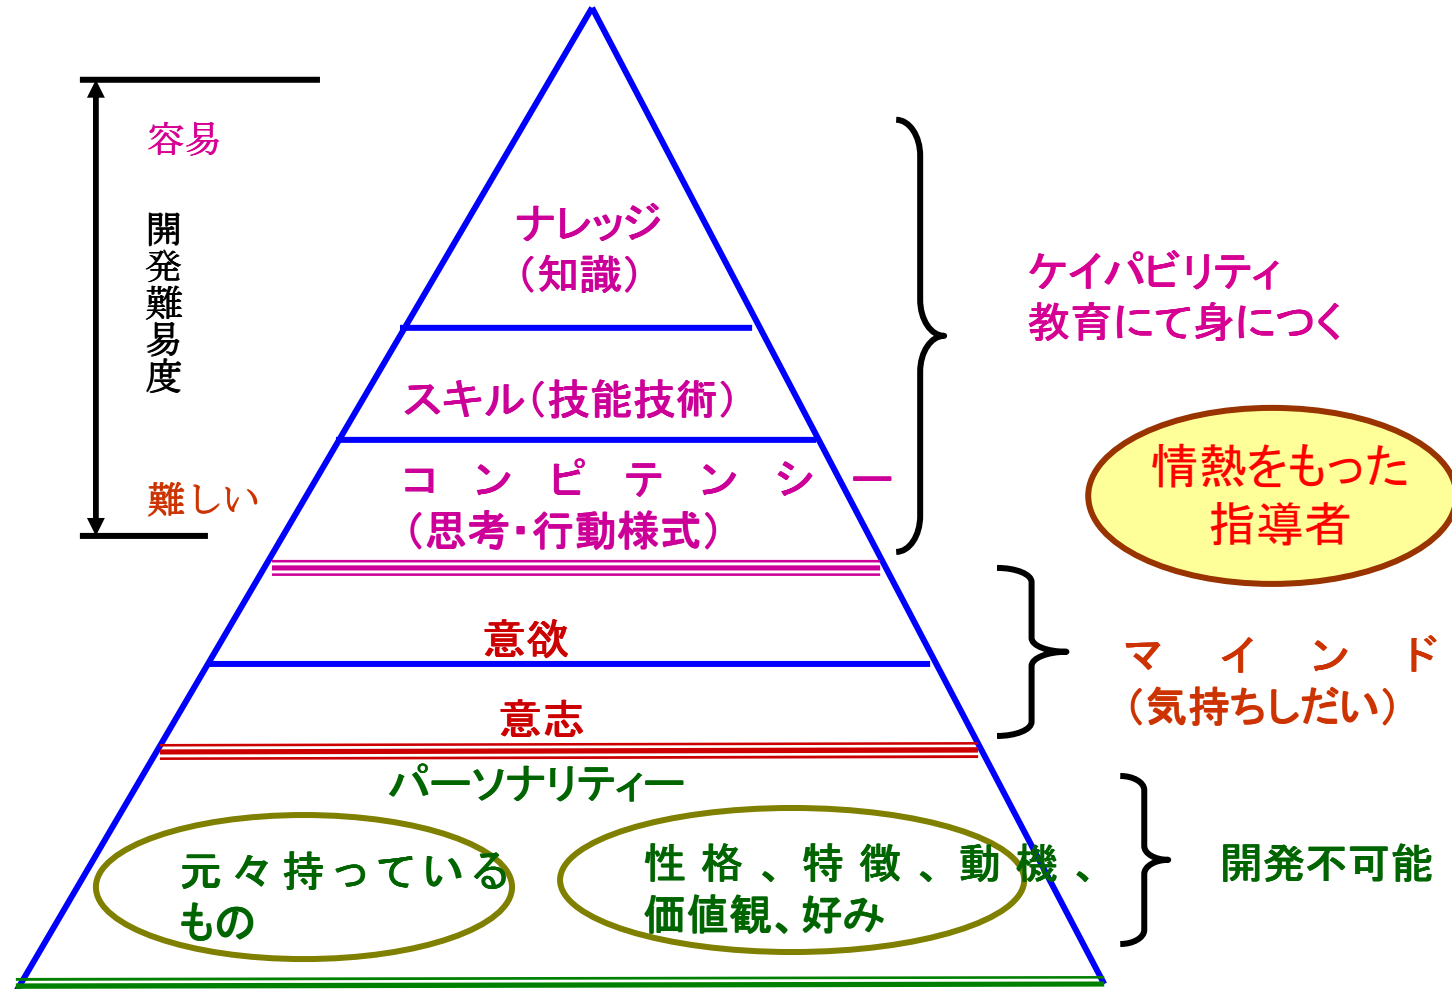 容易
開発難易度
難しい
ナレッジ
（知識）
スキル（技能技術）
コンピテンシー
（思考・行動様式）
意欲
意志
パーソナリティー
元々持っている
もの
性格、特徴、動機、
価値観、好み
ケイパビリティ
教育にて身につく
情熱をもった
指導者
マインド
（気持ちしだい）
開発不可能